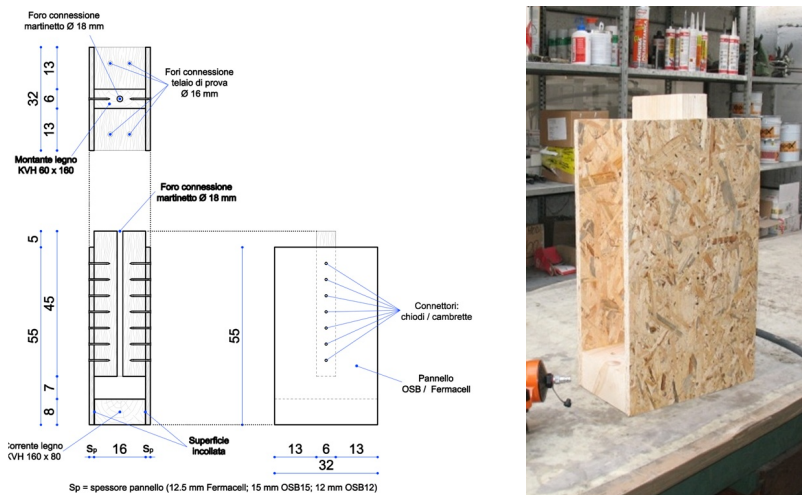 Foro connessione
martinetto Ø 18 mm
Fori connessione
telaio di prova
Ø 16 mm
32
13
6
13
Montante legno
KVH 60 x 160
Foro connessione
martinetto Ø 18 mm
5
55
45
7
8
55
Connettori:
chiodi / cambrette
Pannello
OSB / Fermacell
Corrente legno
KVH 160 x 80
Sp 16 Sp
Superficie
incollata
13 6 13
32
Sp = spessore pannello (12.5 mm Fermacell; 15 mm OSB15; 12 mm OSB12)